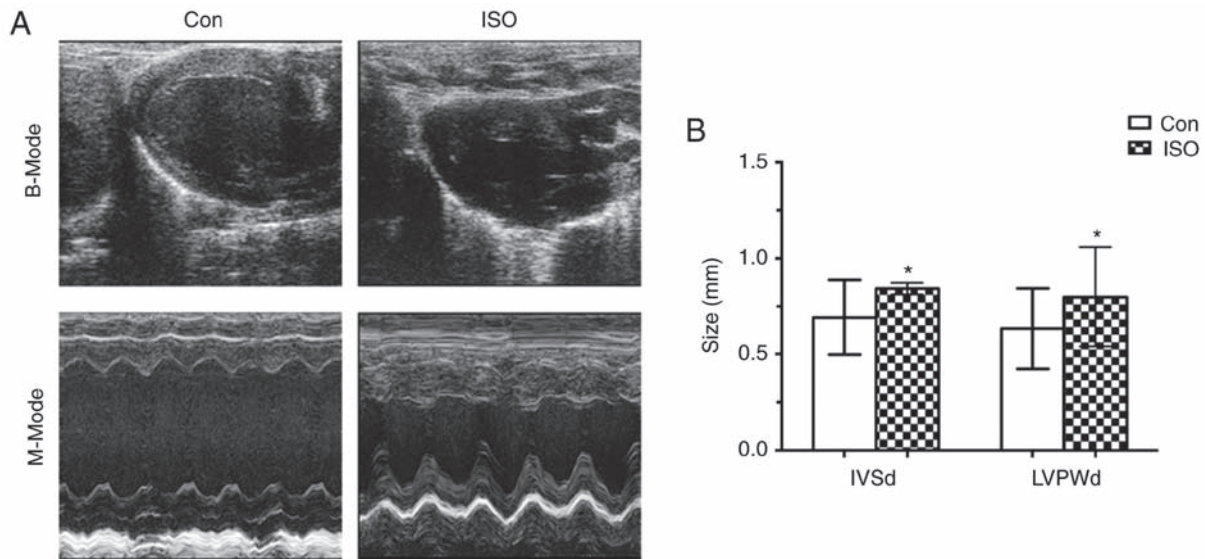 A
Con
ISO
B-Mode
M-Mode
B
Con
ISO
Size (mm)
1.5
1.0
0.5
0.0
*
*
IVSd
LVPWd